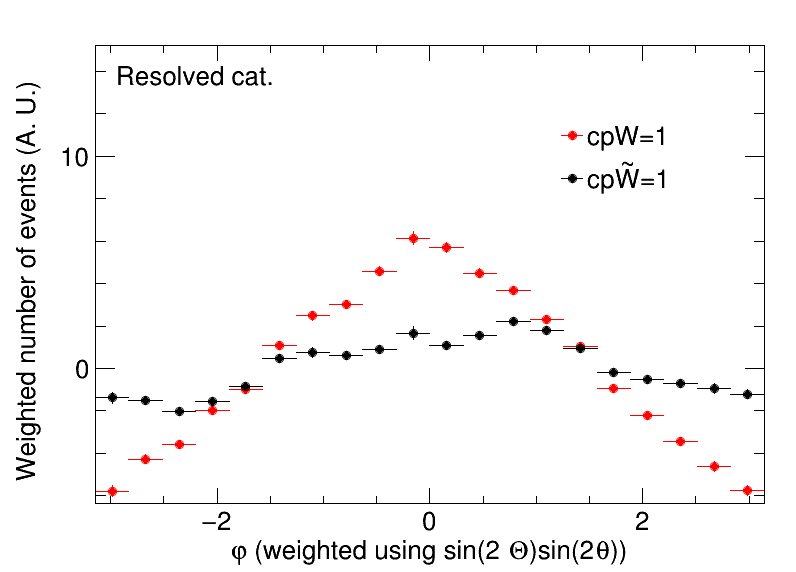 Resolved cat.
cpW=1
cpW̃=1
10
0
−2
0
2
Weighted number of events (A. U.)
φ (weighted using sin(2 Θ)sin(2θ))